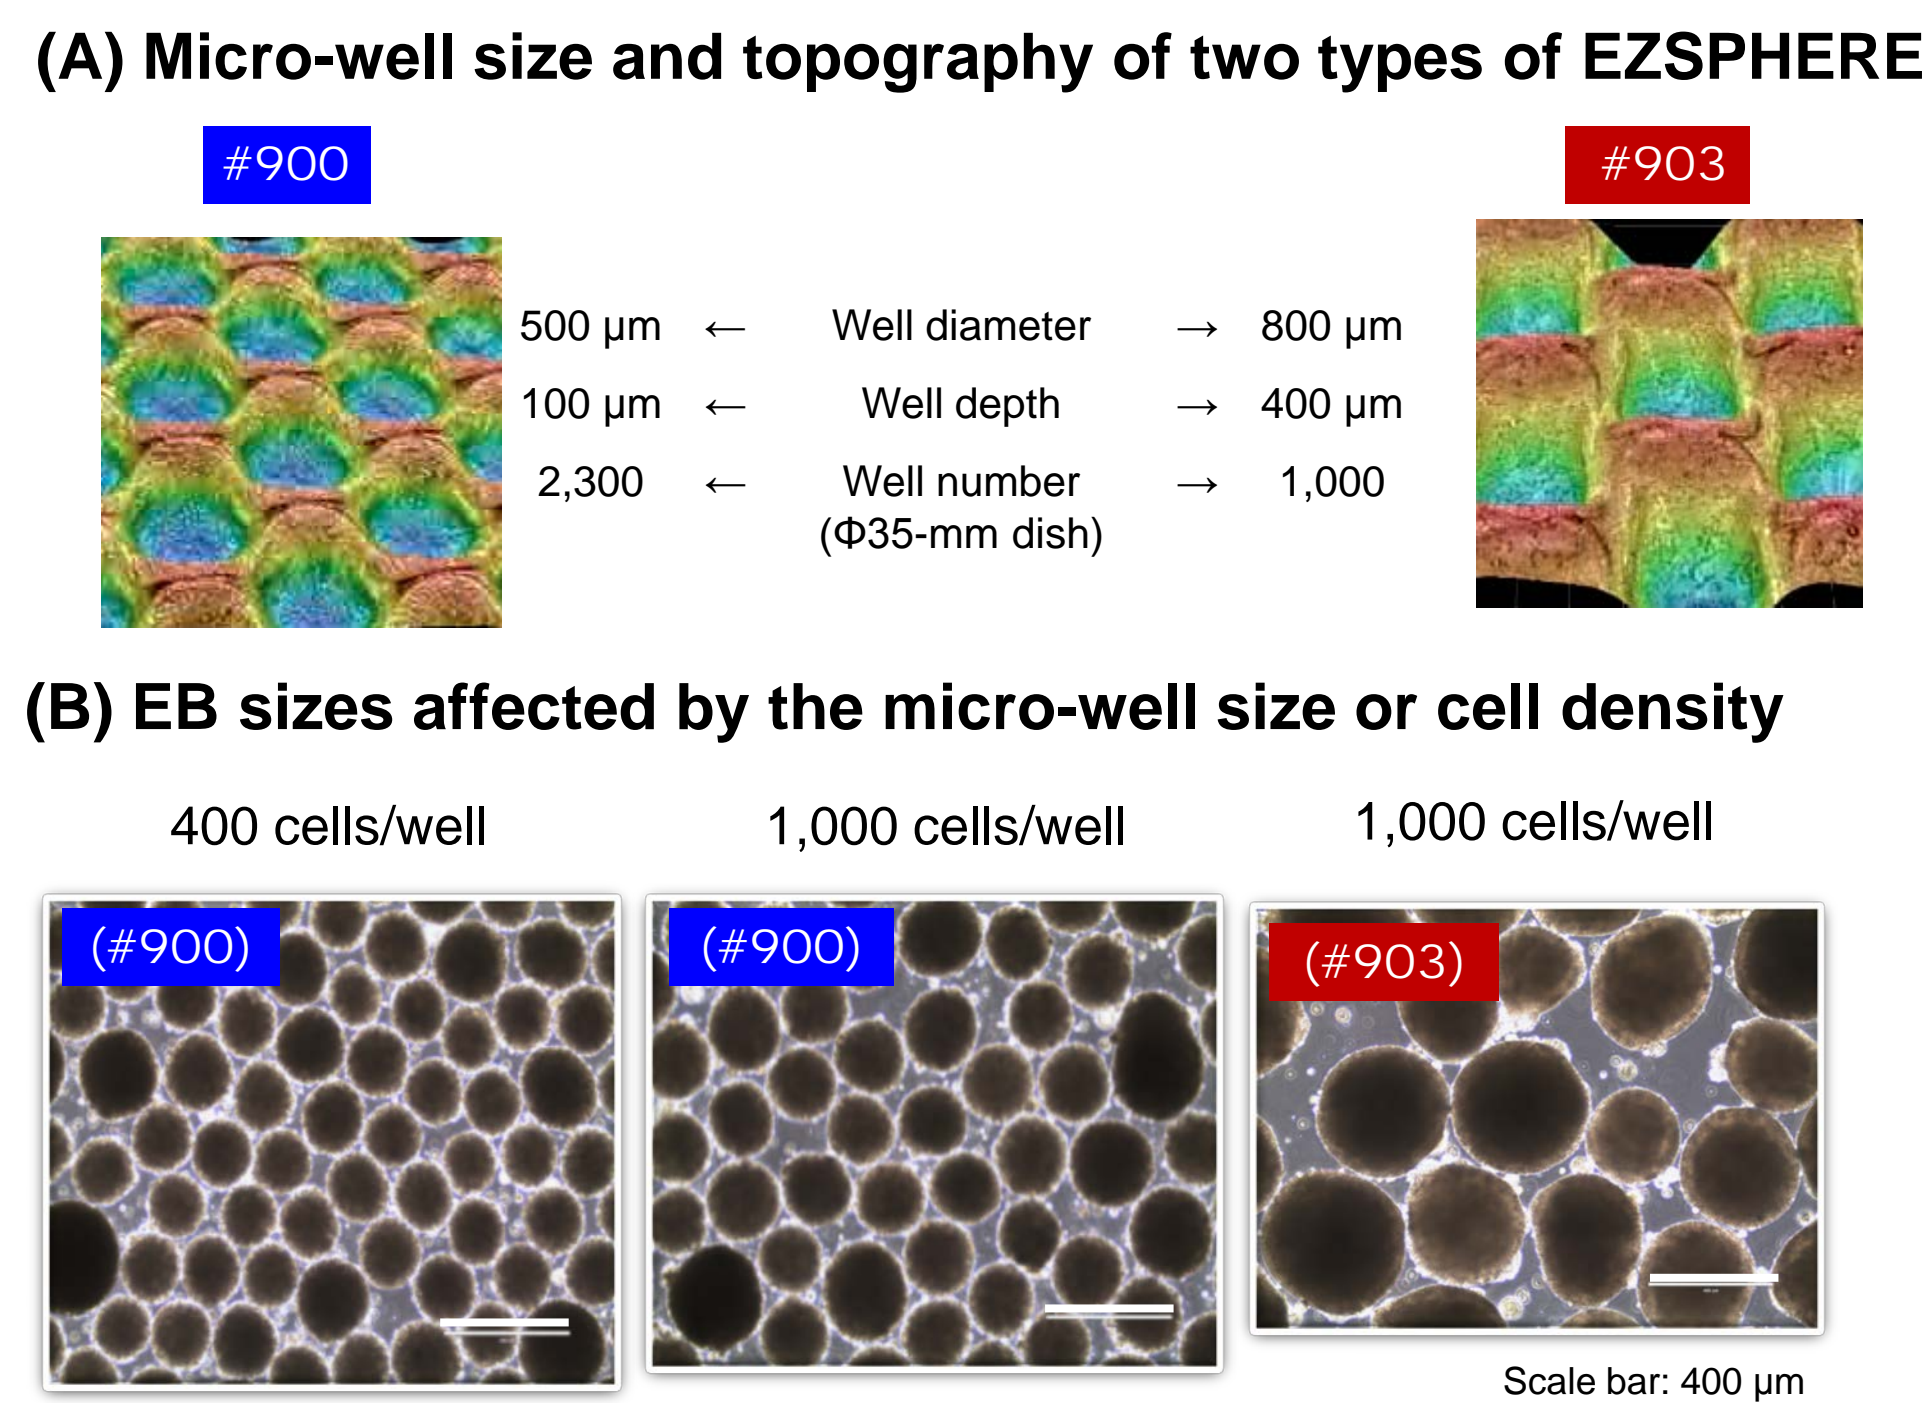 (A) Micro-well size and topography of two types of EZSPHERE
#900
#903
500 µm ← Well diameter → 800 µm
100 µm ← Well depth → 400 µm
2,300 ← Well number → 1,000
(Φ35-mm dish)
(B) EB sizes affected by the micro-well size or cell density
400 cells/well
1,000 cells/well
1,000 cells/well
(#900)
(#900)
(#903)
Scale bar: 400 µm